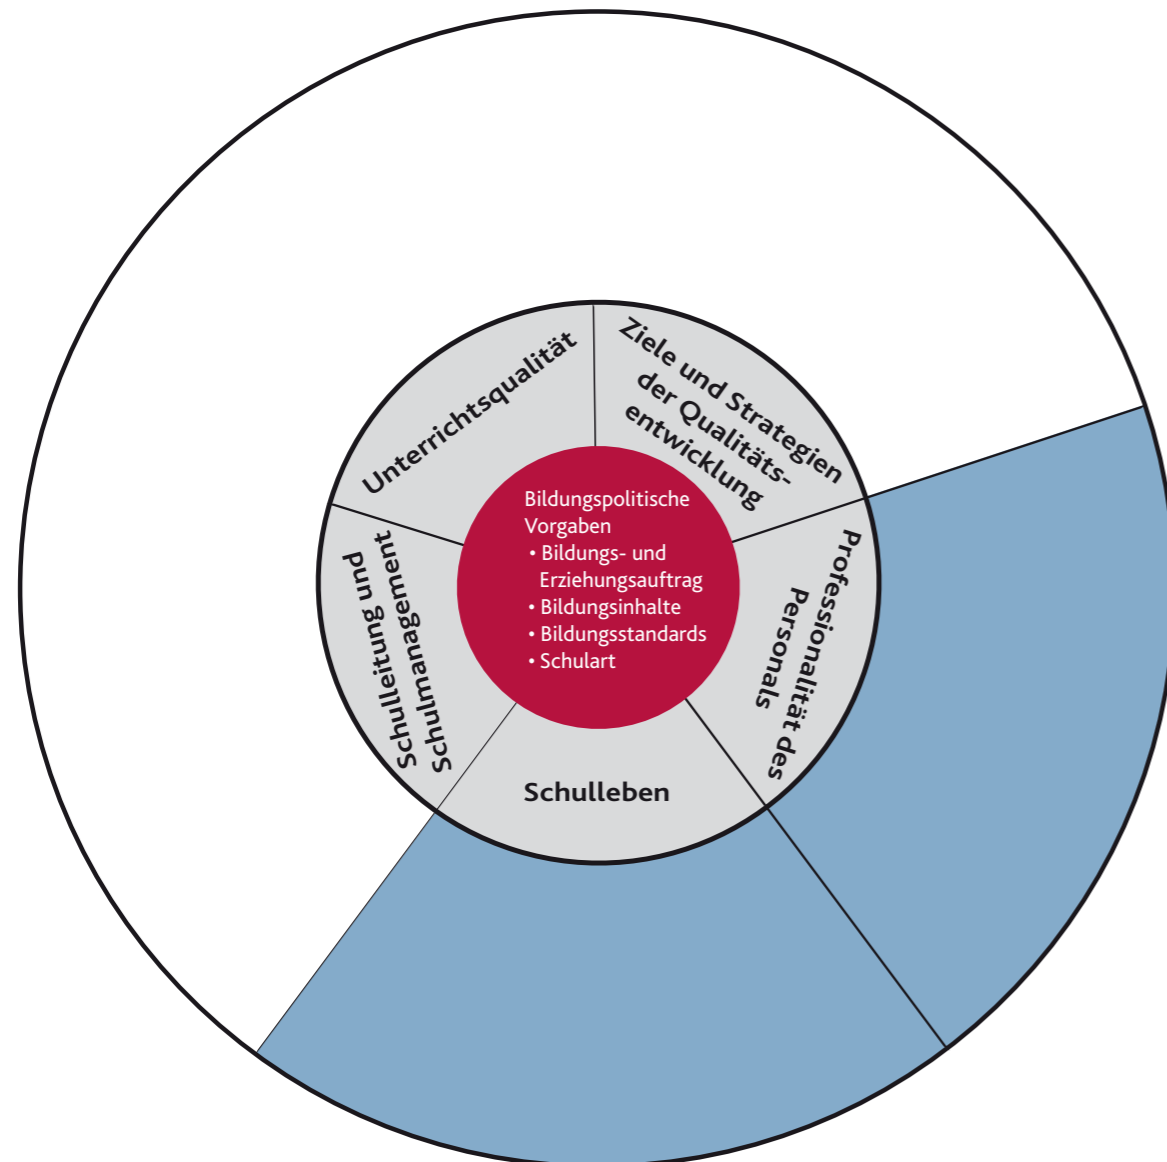 Unterrichtsqualität
Ziele und Strategien
der Qualitäts-
entwicklung
Professionalität des
Personals
Schulleben
Schulleitung und
Schulmanagement
Bildungspolitische
Vorgaben
• Bildungs- und
Erziehungsauftrag
• Bildungsinhalte
• Bildungsstandards
• Schulart